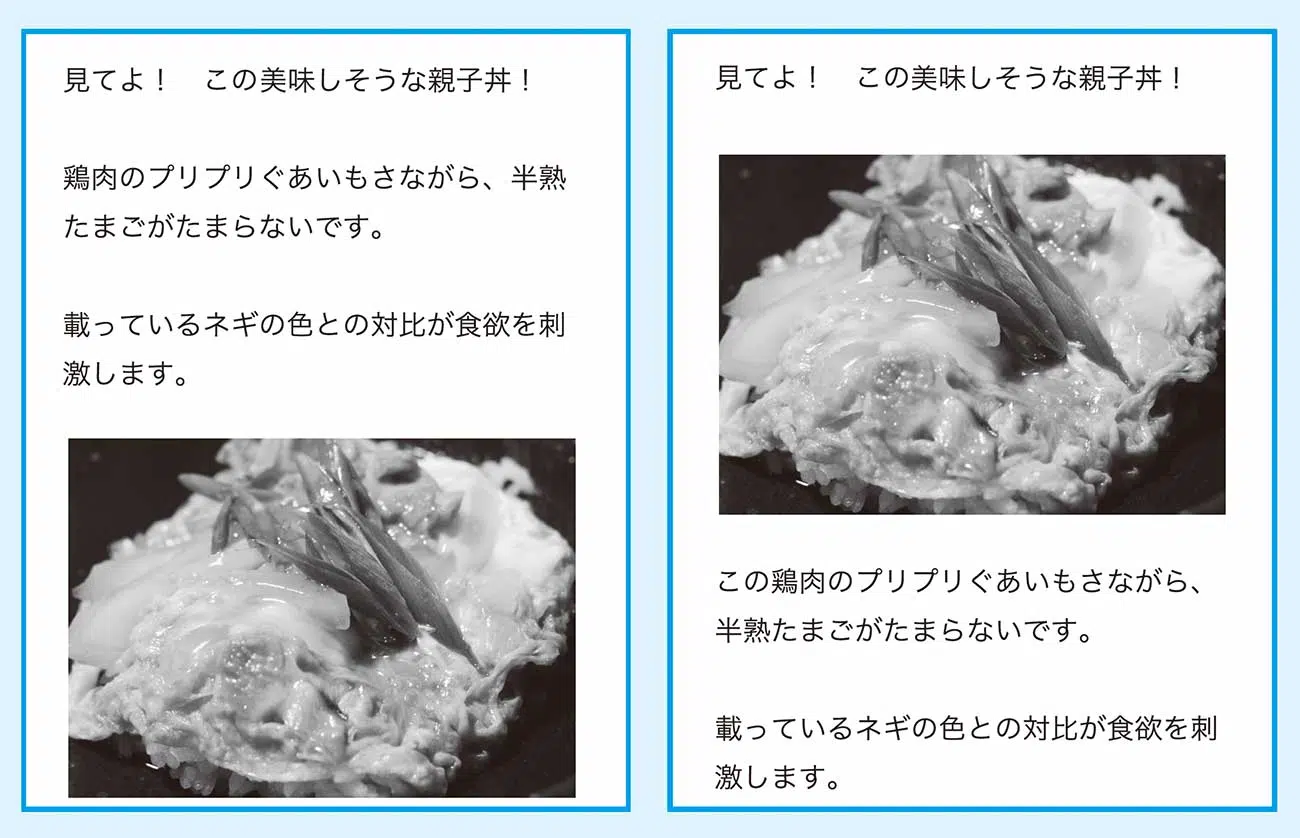 見てよ！　この美味しそうな親子丼！
鶏肉のプリプリぐあいもさながら、半熟
たまごがたまらないです。
載っているネギの色との対比が食欲を刺
激します。
見てよ！　この美味しそうな親子丼！
この鶏肉のプリプリぐあいもさながら、
半熟たまごがたまらないです。
載っているネギの色との対比が食欲を刺
激します。